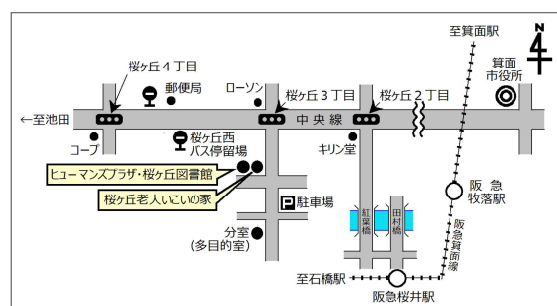 至箕面駅
4
桜ヶ丘4丁目
郵便局
ローソン
桜ヶ丘3丁目
桜ヶ丘2丁目
箕面
市役所
←至池田
中央線
コープ
桜ヶ丘西
バス停留場
キリン堂
ヒューマンズプラザ・桜ケ丘図書館
桜ケ丘老人いこいの家
P 駐車場
分室
(多目的室)
紅葉橋
田村橋
阪急
牧落駅
阪急箕面線
至石橋駅
阪急桜井駅